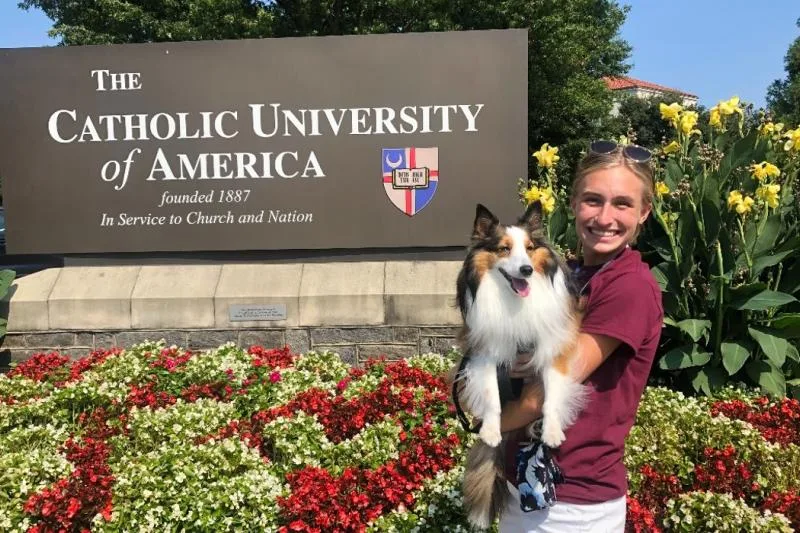 THE
CATHOLIC UNIVERSITY
of AMERICA
founded 1887
In Service to Church and Nation